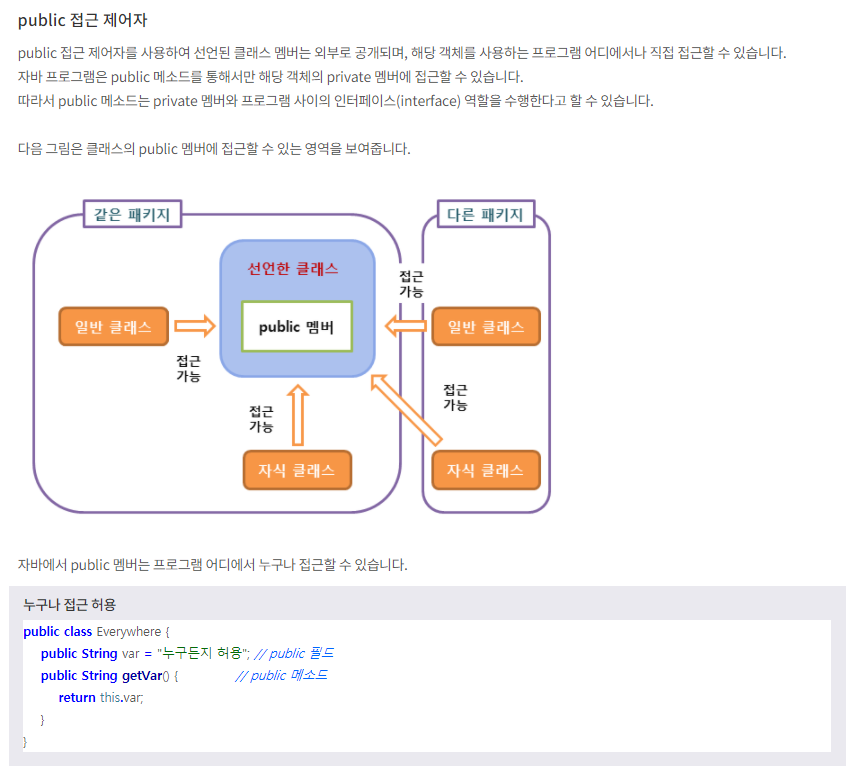 public 접근 제어자
public 접근 제어자를 사용하여 선언된 클래스 멤버는 외부로 공개되며, 해당 객체를 사용하는 프로그램 어디에서나 직접 접근할 수 있습니다.
자바 프로그램은 public 메소드를 통해서만 해당 객체의 private 멤버에 접근할 수 있습니다.
따라서 public 메소드는 private 멤버와 프로그램 사이의 인터페이스(interface) 역할을 수행한다고 할 수 있습니다.
다음 그림은 클래스의 public 멤버에 접근할 수 있는 영역을 보여줍니다.
같은 패키지
다른 패키지
선언한 클래스
접근
가능
일반 클래스
public 멤버
일반 클래스
접근
가능
접근
가능
접근
가능
자식 클래스
자식 클래스
자바에서 public 멤버는 프로그램 어디에서 누구나 접근할 수 있습니다.
누구나 접근 허용
public class Everywhere {
public String var = "누구든지 허용"; // public 필드
public String getVar() { // public 메소드
return this.var;
}
}